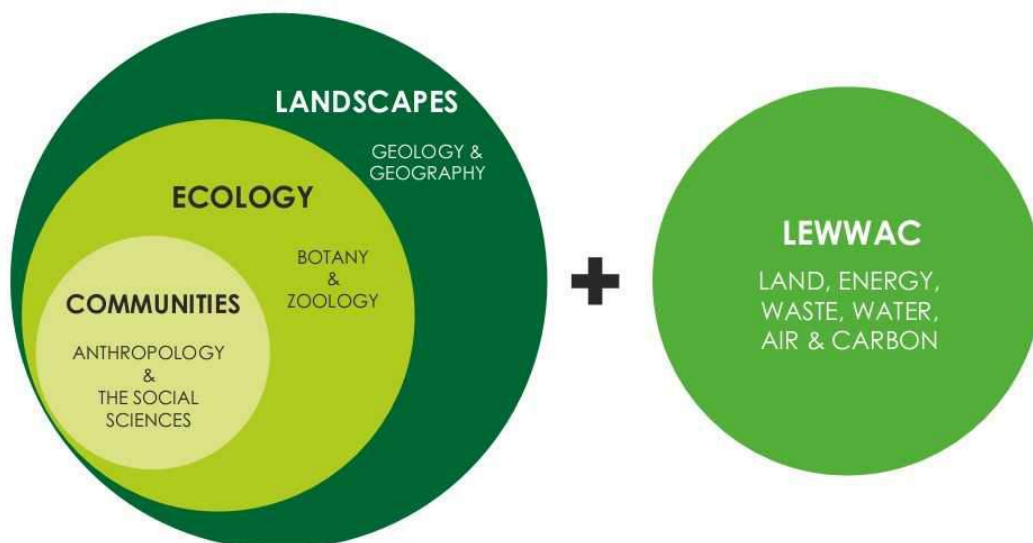 LANDSCAPES
GEOLOGY &
GEOGRAPHY
ECOLOGY
BOTANY
&
ZOOLOGY
COMMUNITIES
ANTHROPOLOGY
&
THE SOCIAL
SCIENCES
+
LEWWAC
LAND, ENERGY,
WASTE, WATER,
AIR & CARBON